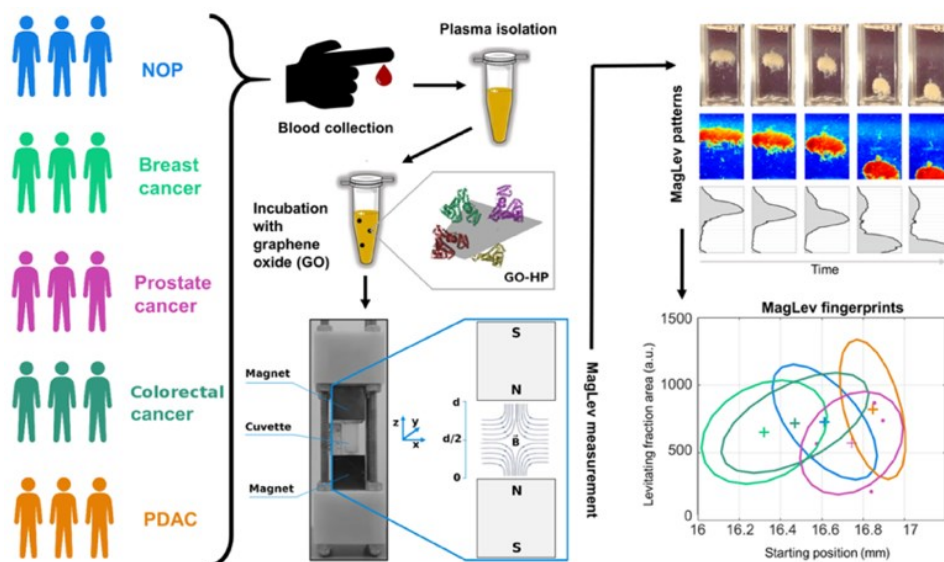 NOP
Breast
cancer
Prostate
cancer
Colorectal
cancer
PDAC
Blood collection
Plasma isolation
Incubation
with
graphene
oxide (GO)
GO-HP
Magnet
Cuvette
Magnet
z
y
x
S
N
d
d/2
0
B
N
S
MagLev measurement
MagLev patterns
Time
MagLev fingerprints
Levitating fraction area (a.u.)
1500
1000
500
0
16
16.2
16.4
16.6
16.8
17
Starting position (mm)